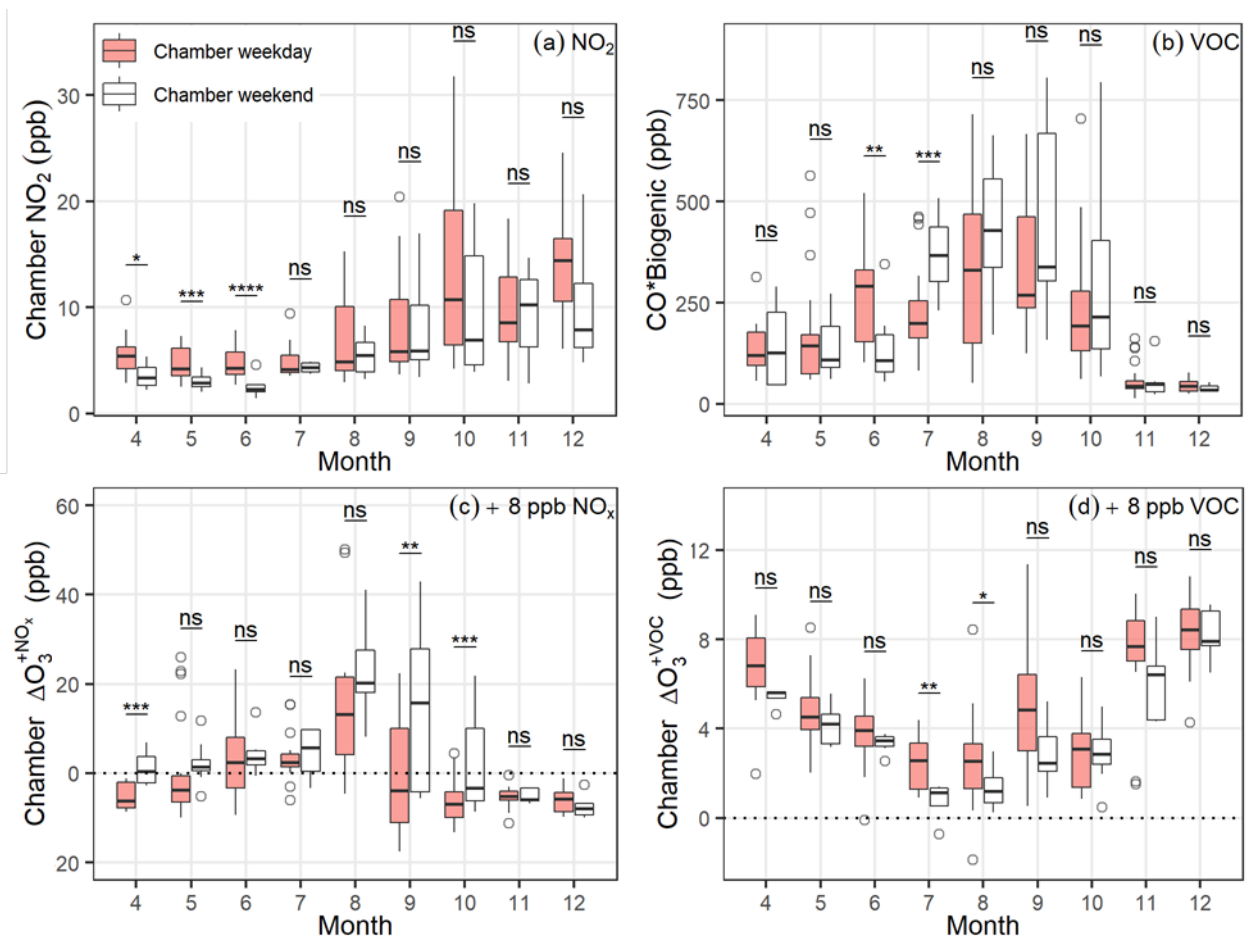 (a) NO₂
Chamber weekday
Chamber weekend
ns
ns
ns
ns
ns
ns
*
***
****
30
20
10
0
Chamber NO₂ (ppb)
4 5 6 7 8 9 10 11 12
Month
(b) VOC
ns
ns
ns
ns
**
***
ns
ns
ns
750
500
250
0
CO*Biogenic (ppb)
4 5 6 7 8 9 10 11 12
Month
(c) + 8 ppb NOₓ
ns
**
ns
ns
ns
***
***
ns
ns
60
40
20
0
20
Chamber ΔO₃⁺ᴺᴼₓ (ppb)
4 5 6 7 8 9 10 11 12
Month
(d) + 8 ppb VOC
ns
ns
ns
ns
*
ns
**
ns
ns
12
8
4
0
Chamber ΔO₃⁺ⱽᴼᶜ (ppb)
4 5 6 7 8 9 10 11 12
Month